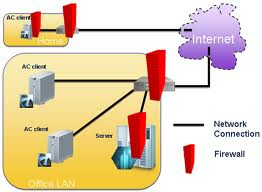 AC client
Home
Internet
AC client
AC client
Server
Office LAN
Network
Connection
Firewall